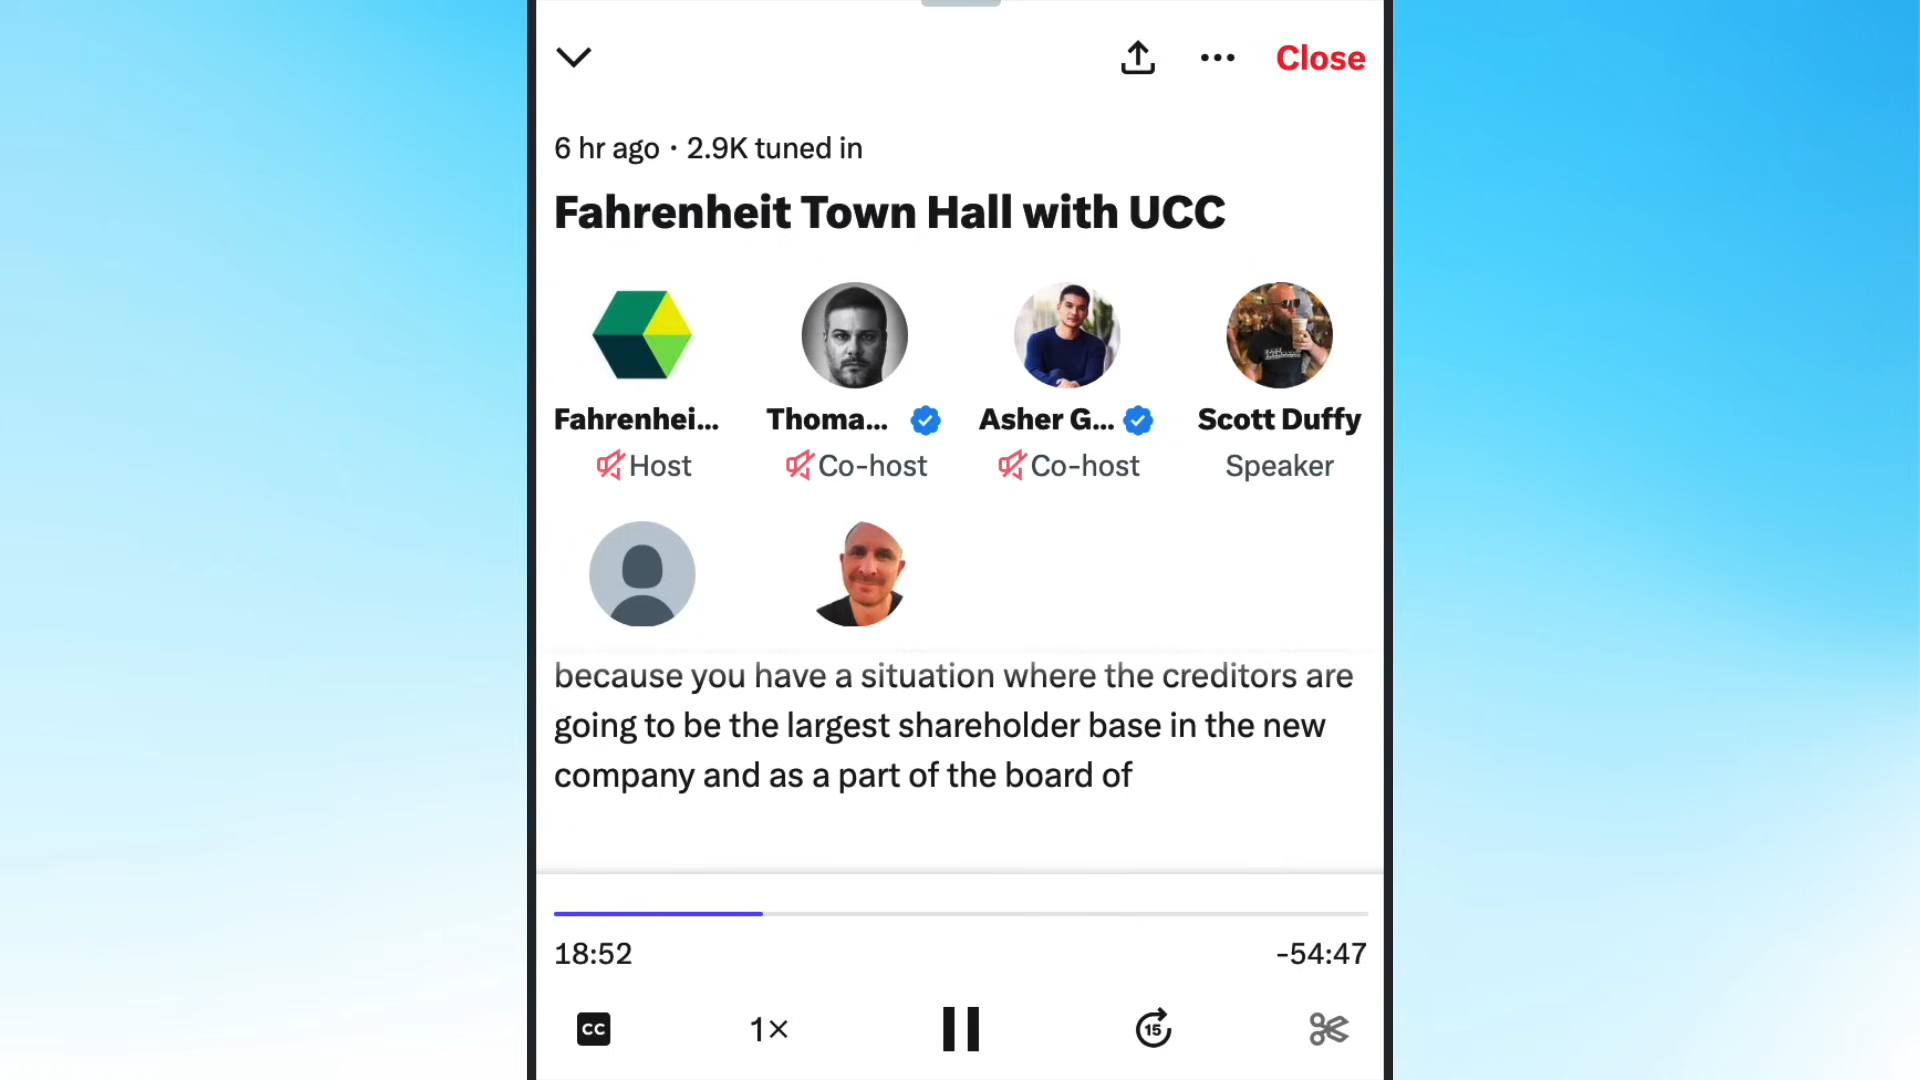 Close
6 hr ago · 2.9K tuned in
Fahrenheit Town Hall with UCC
Fahrenhei... Thoma... Asher G... Scott Duffy
Host Co-host Co-host Speaker
because you have a situation where the creditors are
going to be the largest shareholder base in the new
company and as a part of the board of
18:52 -54:47
CC 1× 15